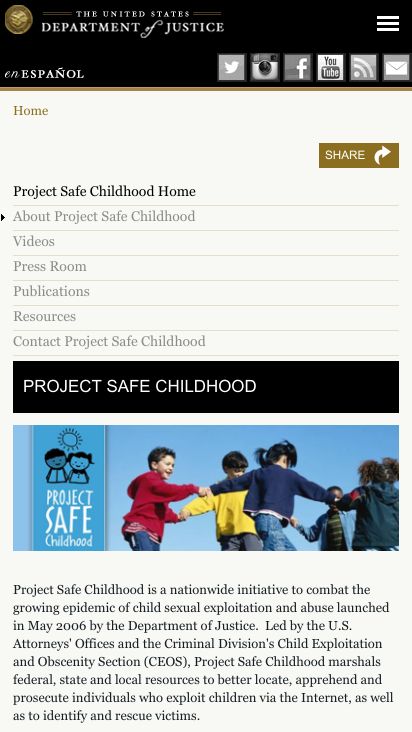 THE UNITED STATES
DEPARTMENT of JUSTICE
en ESPAÑOL
You
Tube
Home
SHARE
Project Safe Childhood Home
About Project Safe Childhood
Videos
Press Room
Publications
Resources
Contact Project Safe Childhood
PROJECT SAFE CHILDHOOD
PROJECT
SAFE
Childhood
Project Safe Childhood is a nationwide initiative to combat the
growing epidemic of child sexual exploitation and abuse launched
in May 2006 by the Department of Justice.  Led by the U.S.
Attorneys' Offices and the Criminal Division's Child Exploitation
and Obscenity Section (CEOS), Project Safe Childhood marshals
federal, state and local resources to better locate, apprehend and
prosecute individuals who exploit children via the Internet, as well
as to identify and rescue victims.